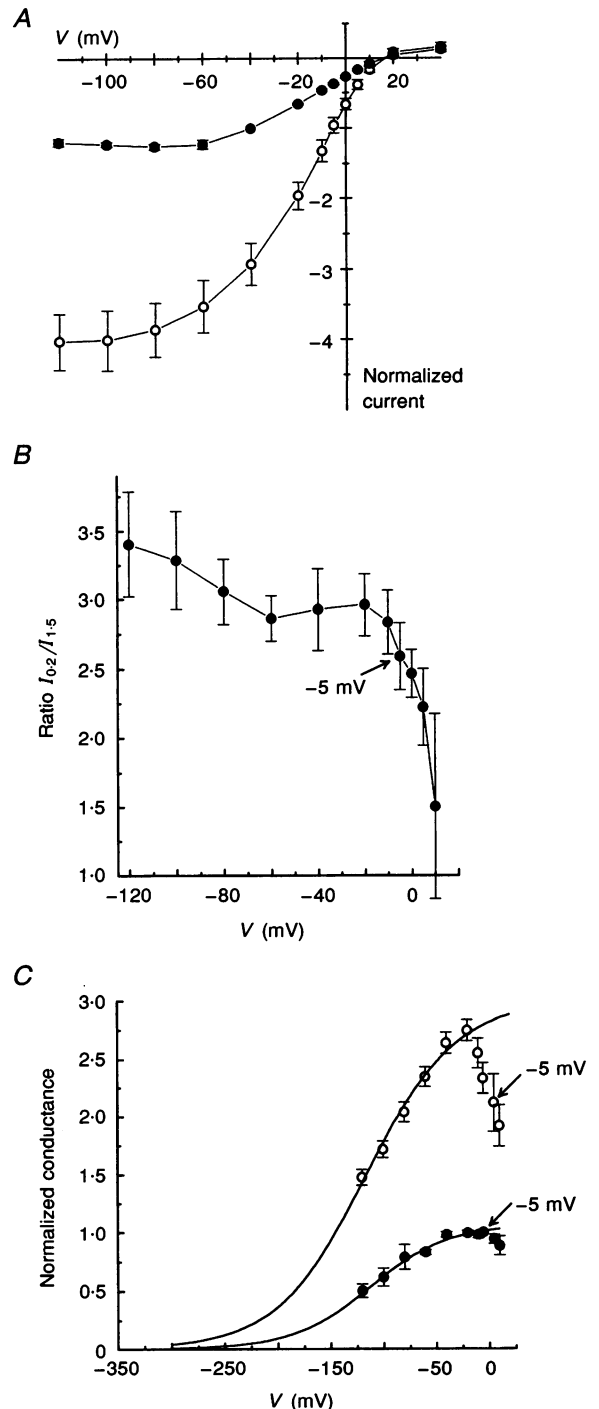 A
V (mV)
−100 −60 −20 20
−2
−3
−4
Normalized
current
B
3·5
3·0
2·5
2·0
1·5
1·0
Ratio I0·2/I1·5
−5 mV
−120 −80 −40 0
V (mV)
C
3·0
2·5
2·0
1·5
1·0
0·5
0
Normalized conductance
−5 mV
−5 mV
−350 −250 −150 −50 0
V (mV)